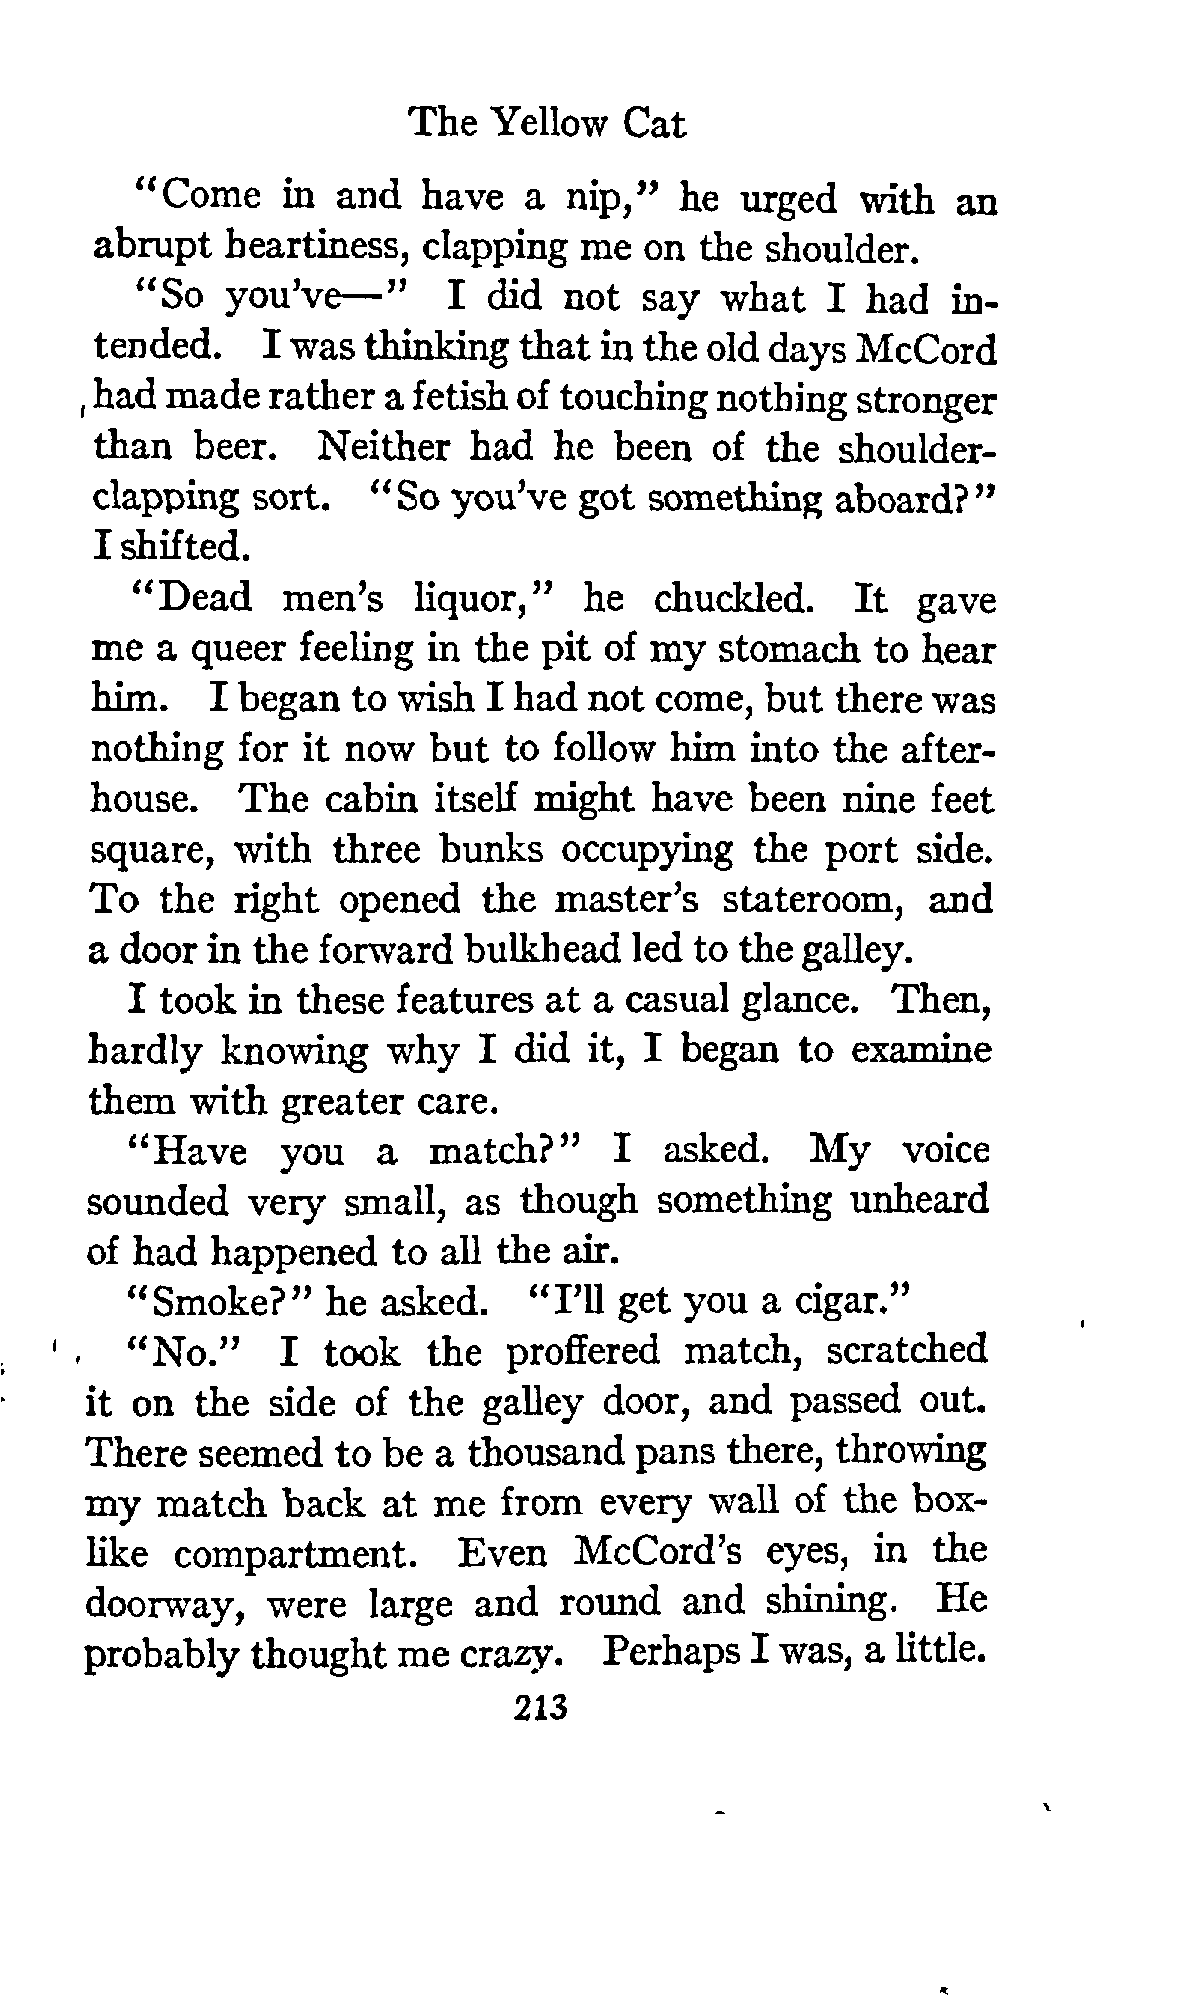 The Yellow Cat
“Come in and have a nip,” he urged with an
abrupt heartiness, clapping me on the shoulder.
“So you’ve—” I did not say what I had in-
tended. I was thinking that in the old days McCord
had made rather a fetish of touching nothing stronger
than beer. Neither had he been of the shoulder-
clapping sort. “So you’ve got something aboard?”
I shifted.
“Dead men’s liquor,” he chuckled. It gave
me a queer feeling in the pit of my stomach to hear
him. I began to wish I had not come, but there was
nothing for it now but to follow him into the after-
house. The cabin itself might have been nine feet
square, with three bunks occupying the port side.
To the right opened the master’s stateroom, and
a door in the forward bulkhead led to the galley.
I took in these features at a casual glance. Then,
hardly knowing why I did it, I began to examine
them with greater care.
“Have you a match?” I asked. My voice
sounded very small, as though something unheard
of had happened to all the air.
“Smoke?” he asked. “I’ll get you a cigar.”
“No.” I took the proffered match, scratched
it on the side of the galley door, and passed out.
There seemed to be a thousand pans there, throwing
my match back at me from every wall of the box-
like compartment. Even McCord’s eyes, in the
doorway, were large and round and shining. He
probably thought me crazy. Perhaps I was, a little.
213